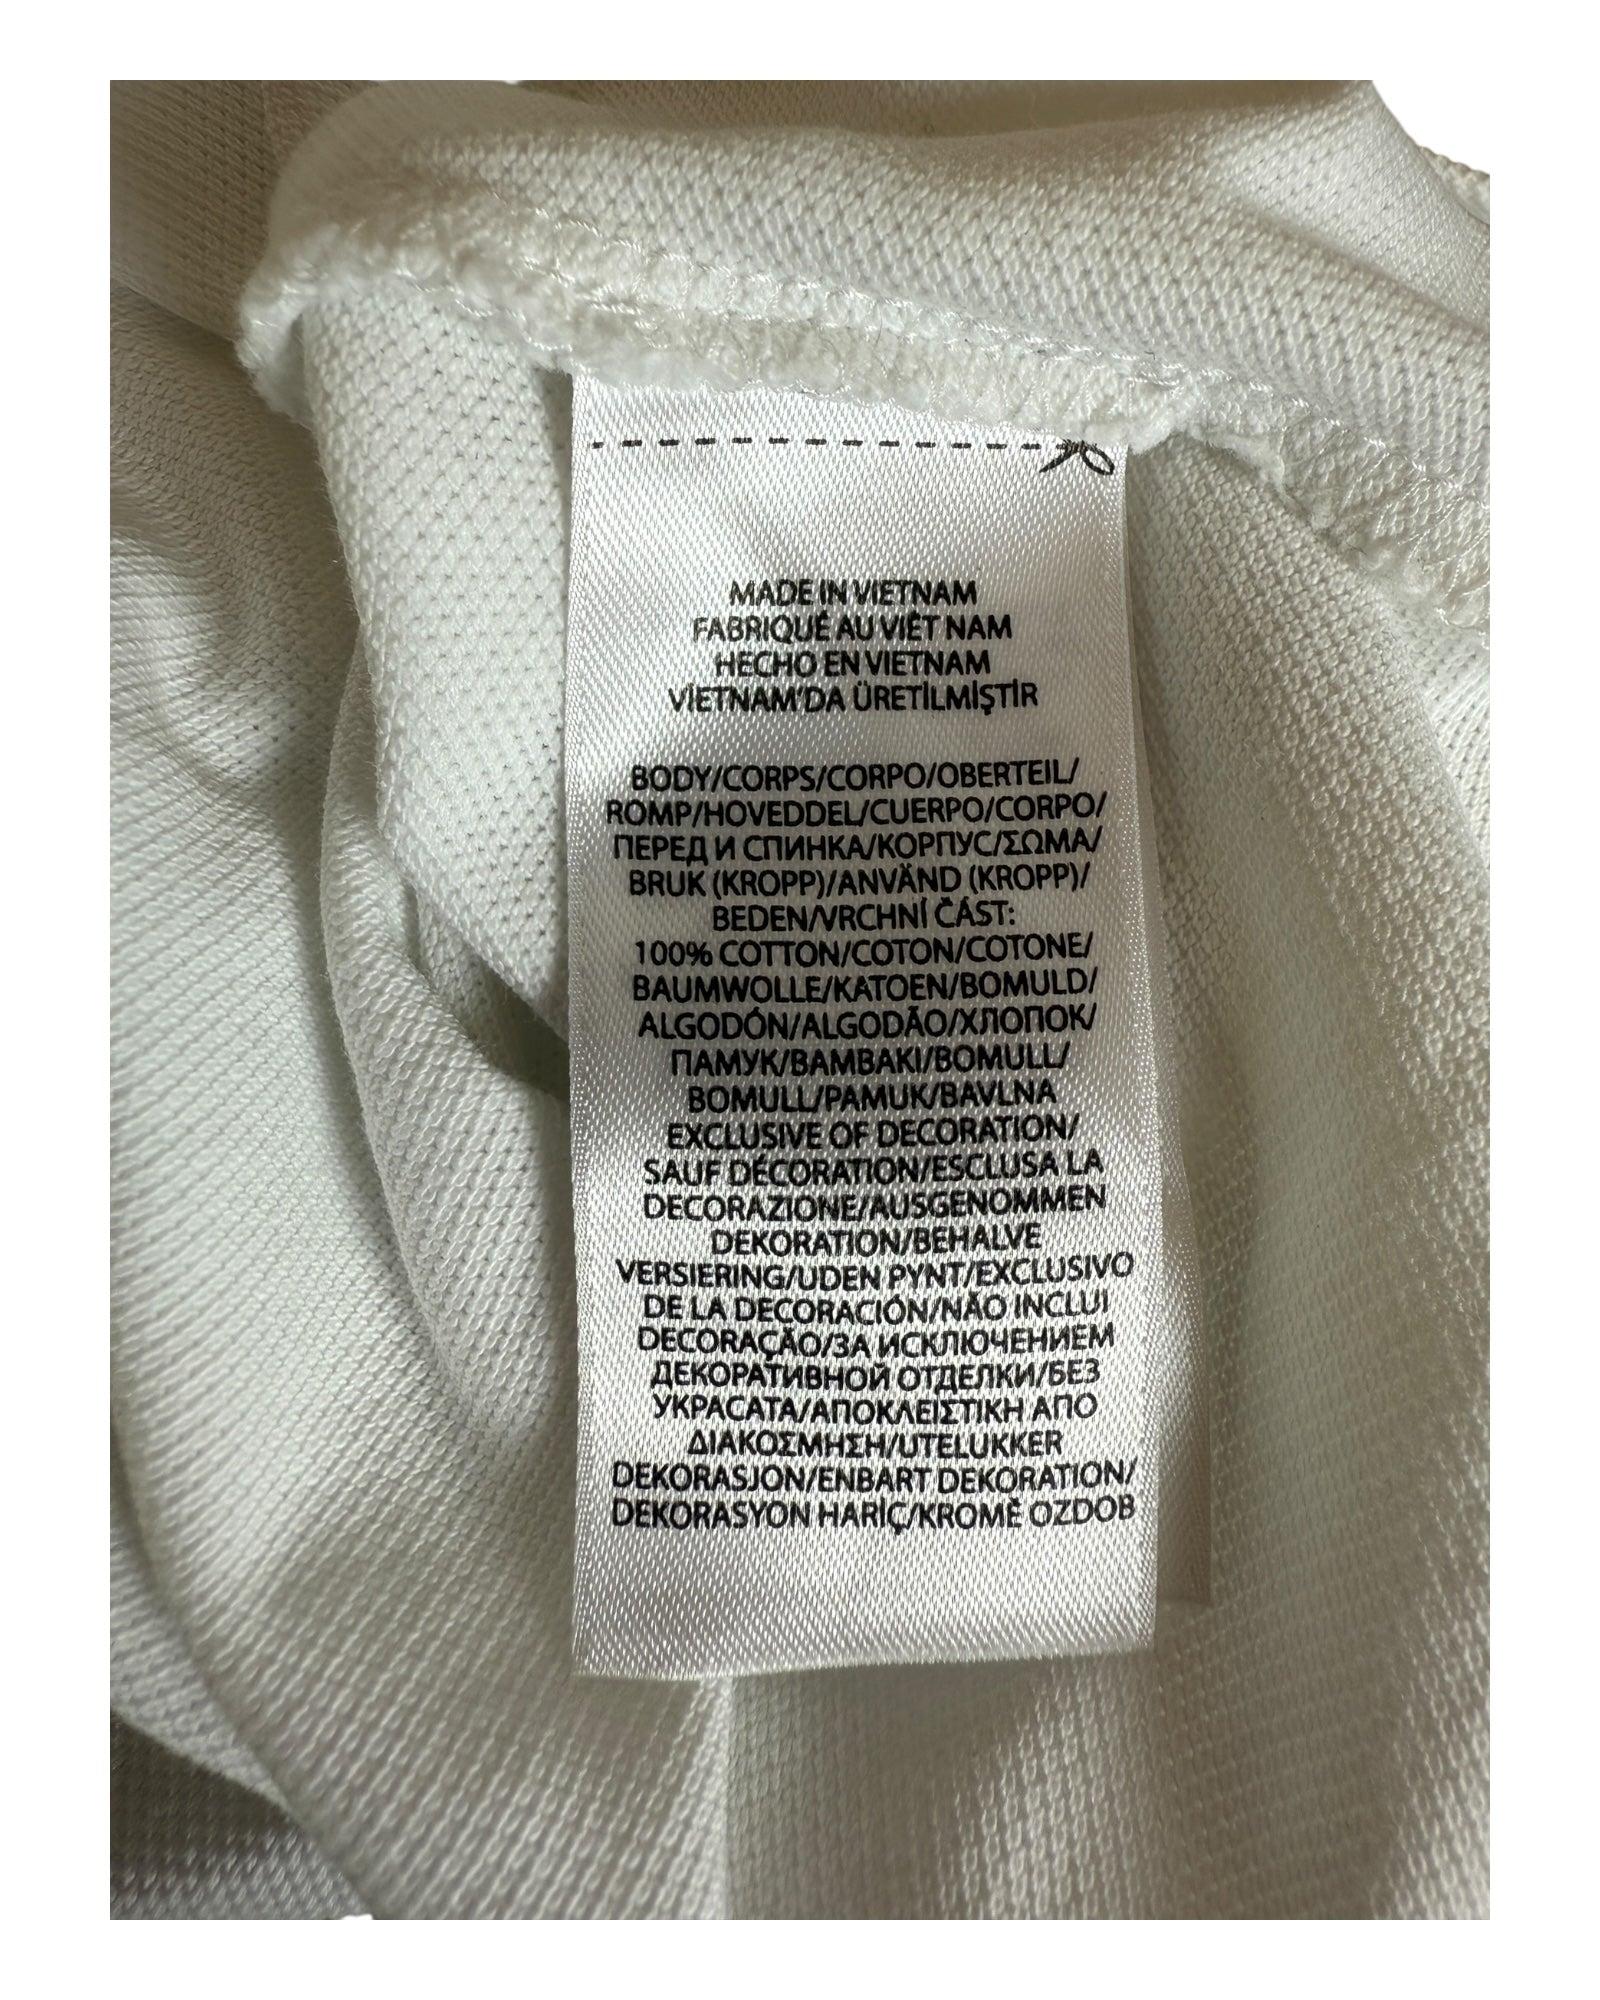 MADE IN VIETNAM
FABRIQUÉ AU VIÊT NAM
HECHO EN VIETNAM
VİETNAM'DA ÜRETİLMİŞTİR
BODY/CORPS/CORPO/OBERTEIL/
ROMP/HOVEDDEL/CUERPO/CORPO/
ПЕРЕД И СПИНКА/КОРПУС/ΣΩΜΑ/
BRUK (KROPP)/ANVÄND (KROPP)/
BEDEN/VRCHNÍ ČÁST:
100% COTTON/COTON/COTONE/
BAUMWOLLE/KATOEN/BOMULD/
ALGODÓN/ALGODÃO/ХЛОПОК/
ПАМУК/ΒΑΜΒΑΚΙ/BOMULL/
BOMULL/PAMUK/BAVLNA
EXCLUSIVE OF DECORATION/
SAUF DÉCORATION/ESCLUSA LA
DECORAZIONE/AUSGENOMMEN
DEKORATION/BEHALVE
VERSIERING/UDEN PYNT/EXCLUSIVO
DE LA DECORACIÓN/NÃO INCLUI
DECORAÇÃO/ЗА ИСКЛЮЧЕНИЕМ
ДЕКОРАТИВНОЙ ОТДЕЛКИ/БЕЗ
УКРАСАТА/ΑΠΟΚΛΕΙΣΤΙΚΗ ΑΠΟ
ΔΙΑΚΟΣΜΗΣΗ/UTELUKKER
DEKORASJON/ENBART DEKORATION/
DEKORASYON HARİÇ/KROMĚ OZDOB